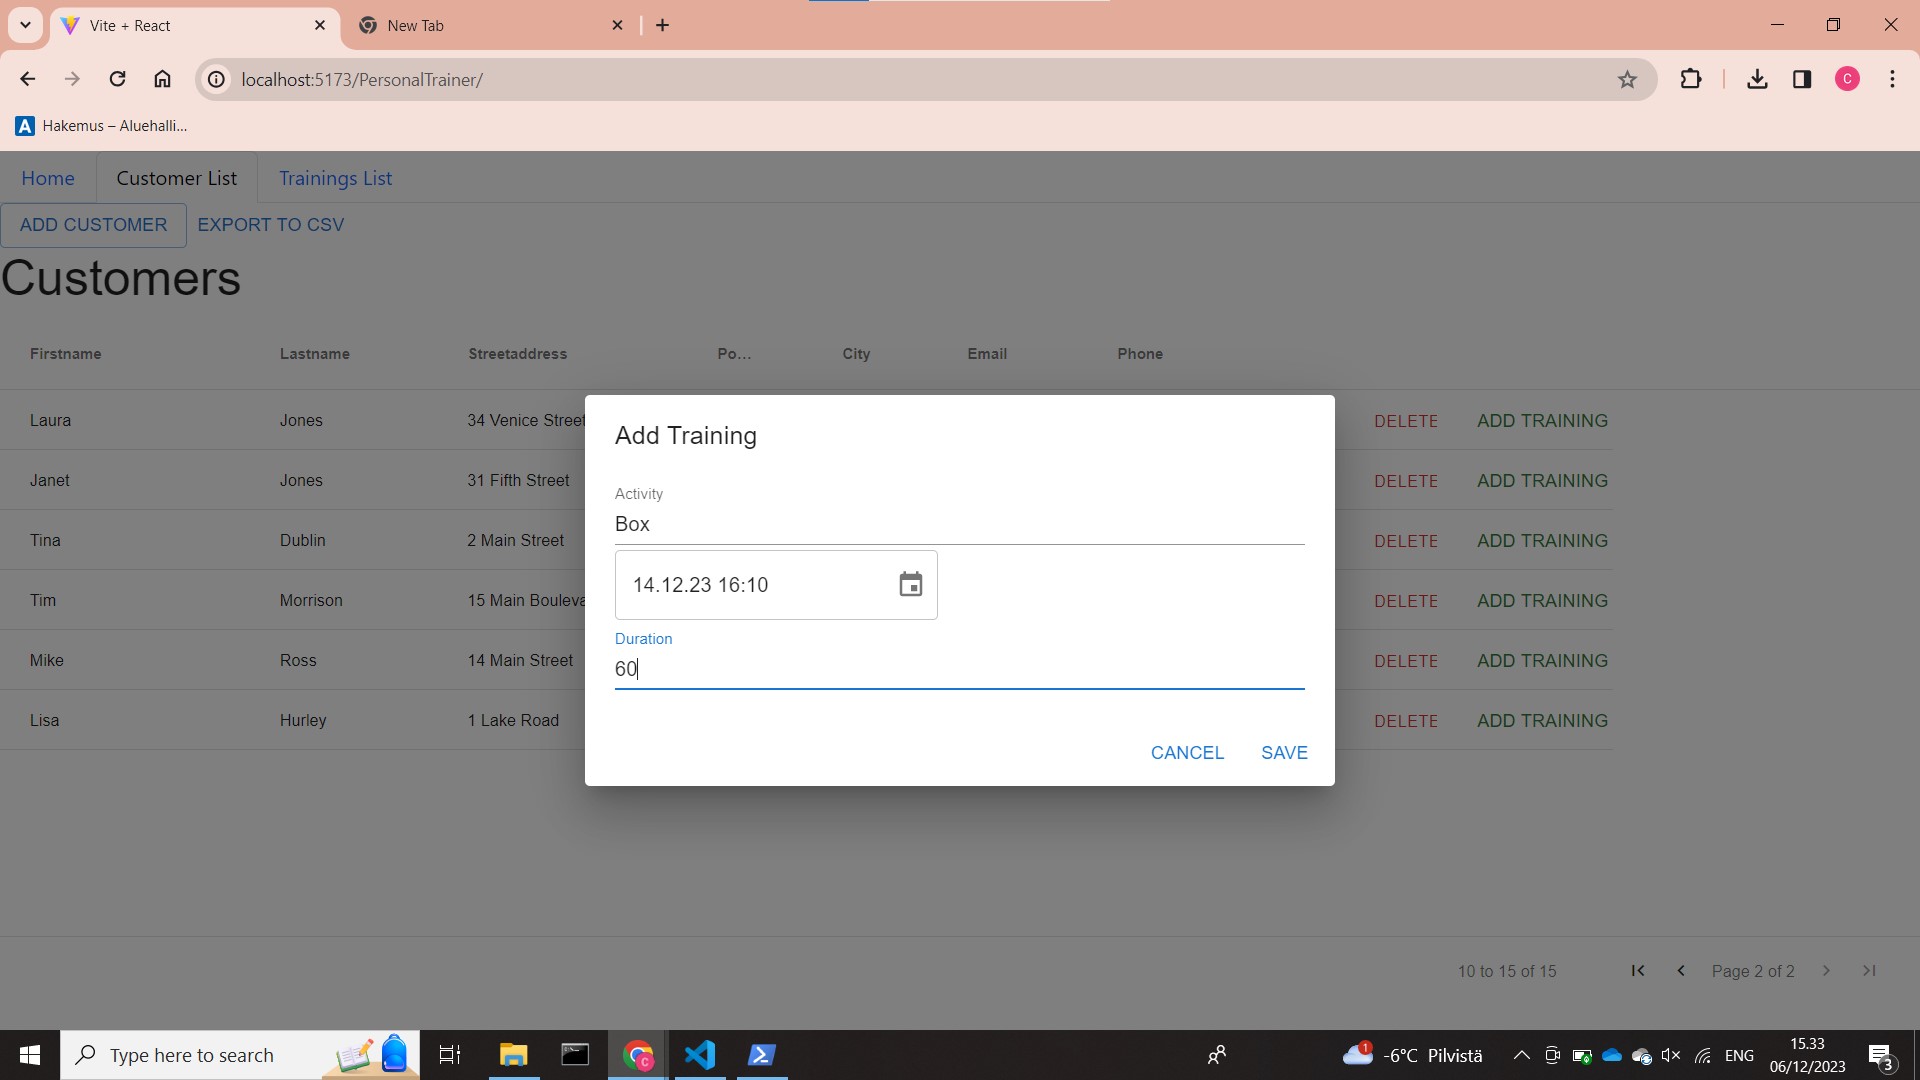 Vite + React
New Tab
localhost:5173/PersonalTrainer/
C
A Hakemus – Aluehalli...
Home Customer List Trainings List
ADD CUSTOMER EXPORT TO CSV
Customers
Firstname Lastname Streetaddress Po... City Email Phone
Laura Jones 34 Venice Street DELETE ADD TRAINING
Janet Jones 31 Fifth Street DELETE ADD TRAINING
Tina Dublin 2 Main Street DELETE ADD TRAINING
Tim Morrison 15 Main Bouleva DELETE ADD TRAINING
Mike Ross 14 Main Street DELETE ADD TRAINING
Lisa Hurley 1 Lake Road DELETE ADD TRAINING
Add Training
Activity
Box
14.12.23 16:10
Duration
60
CANCEL SAVE
10 to 15 of 15 Page 2 of 2
Type here to search
C
1
-6°C Pilvistä
ENG
15.33
06/12/2023
3